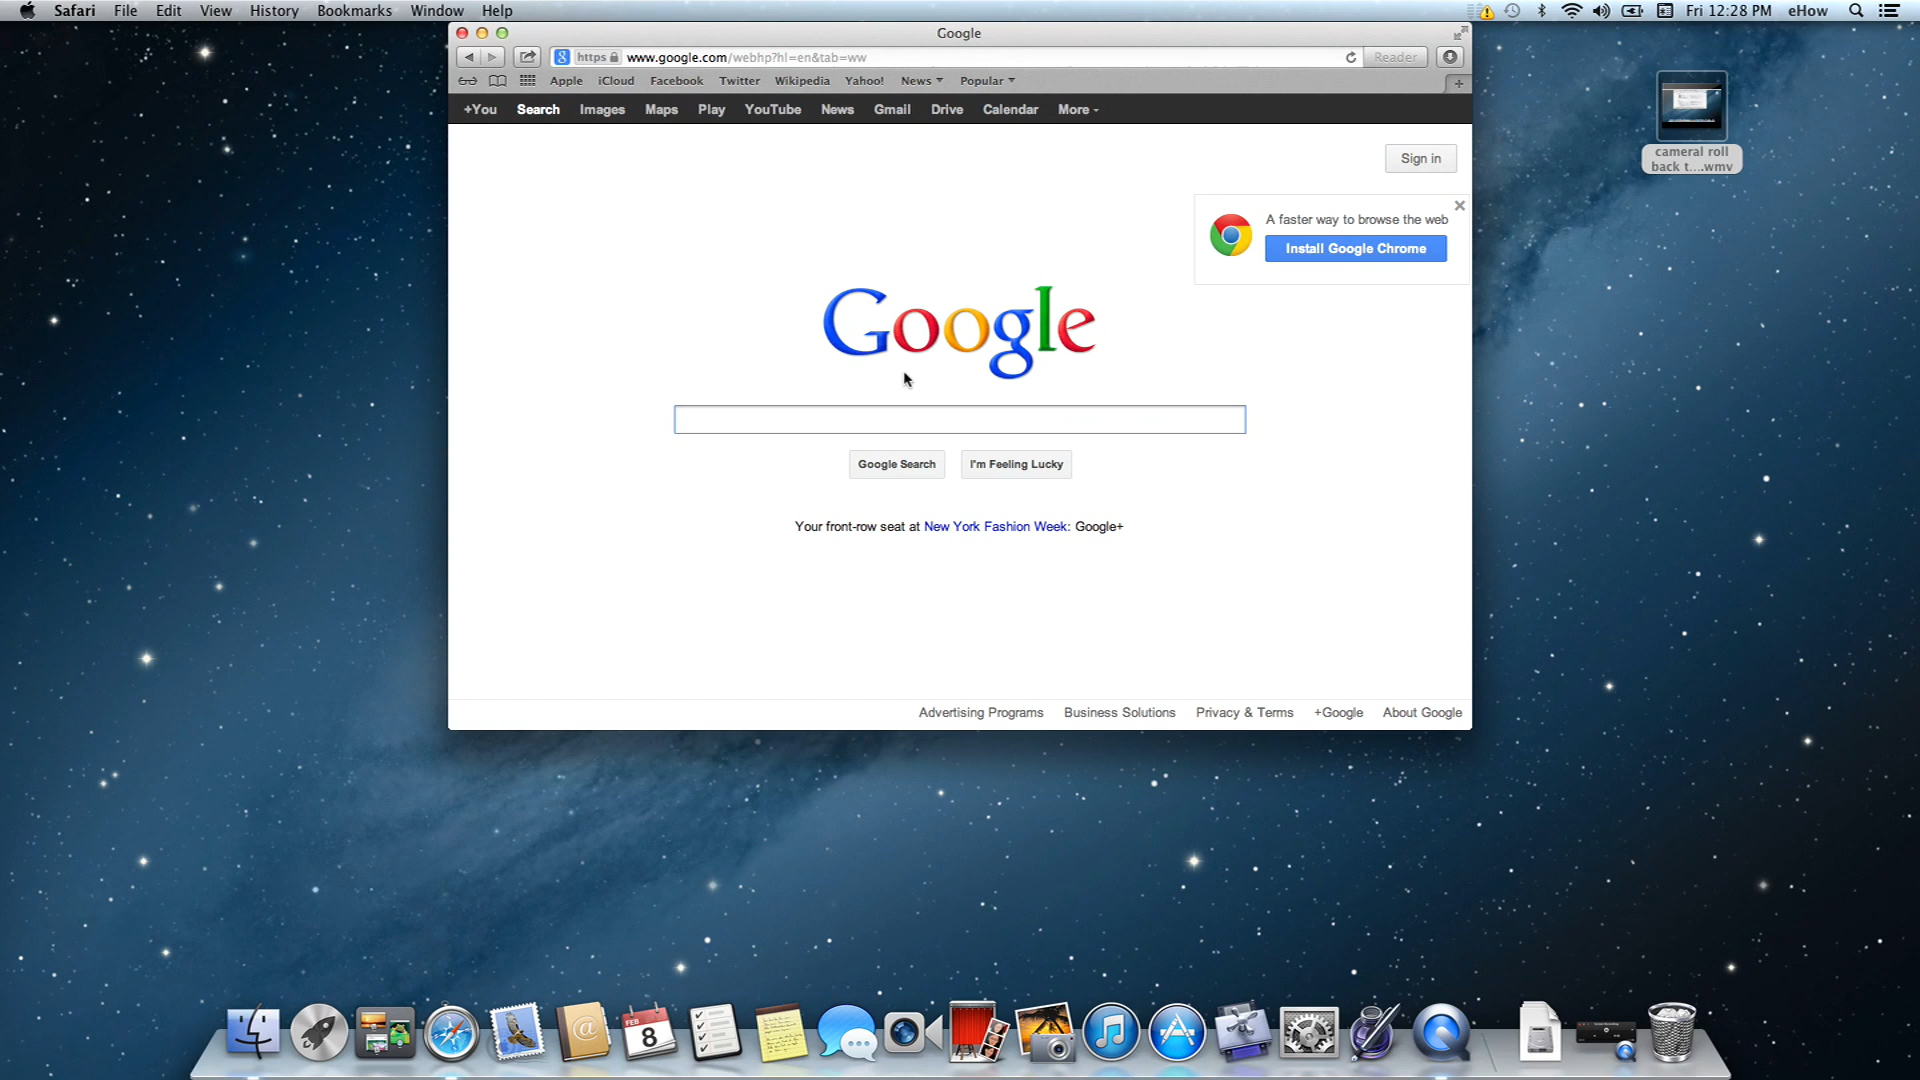 Safari File Edit View History Bookmarks Window Help
Fri 12:28 PM eHow
Google
https www.google.com/webhp?hl=en&tab=ww
Reader
Apple iCloud Facebook Twitter Wikipedia Yahoo! News Popular
+You Search Images Maps Play YouTube News Gmail Drive Calendar More
Sign in
A faster way to browse the web
Install Google Chrome
Google
Google Search I'm Feeling Lucky
Your front-row seat at New York Fashion Week: Google+
Advertising Programs Business Solutions Privacy & Terms +Google About Google
cameral roll
back t....wmv
FEB
8